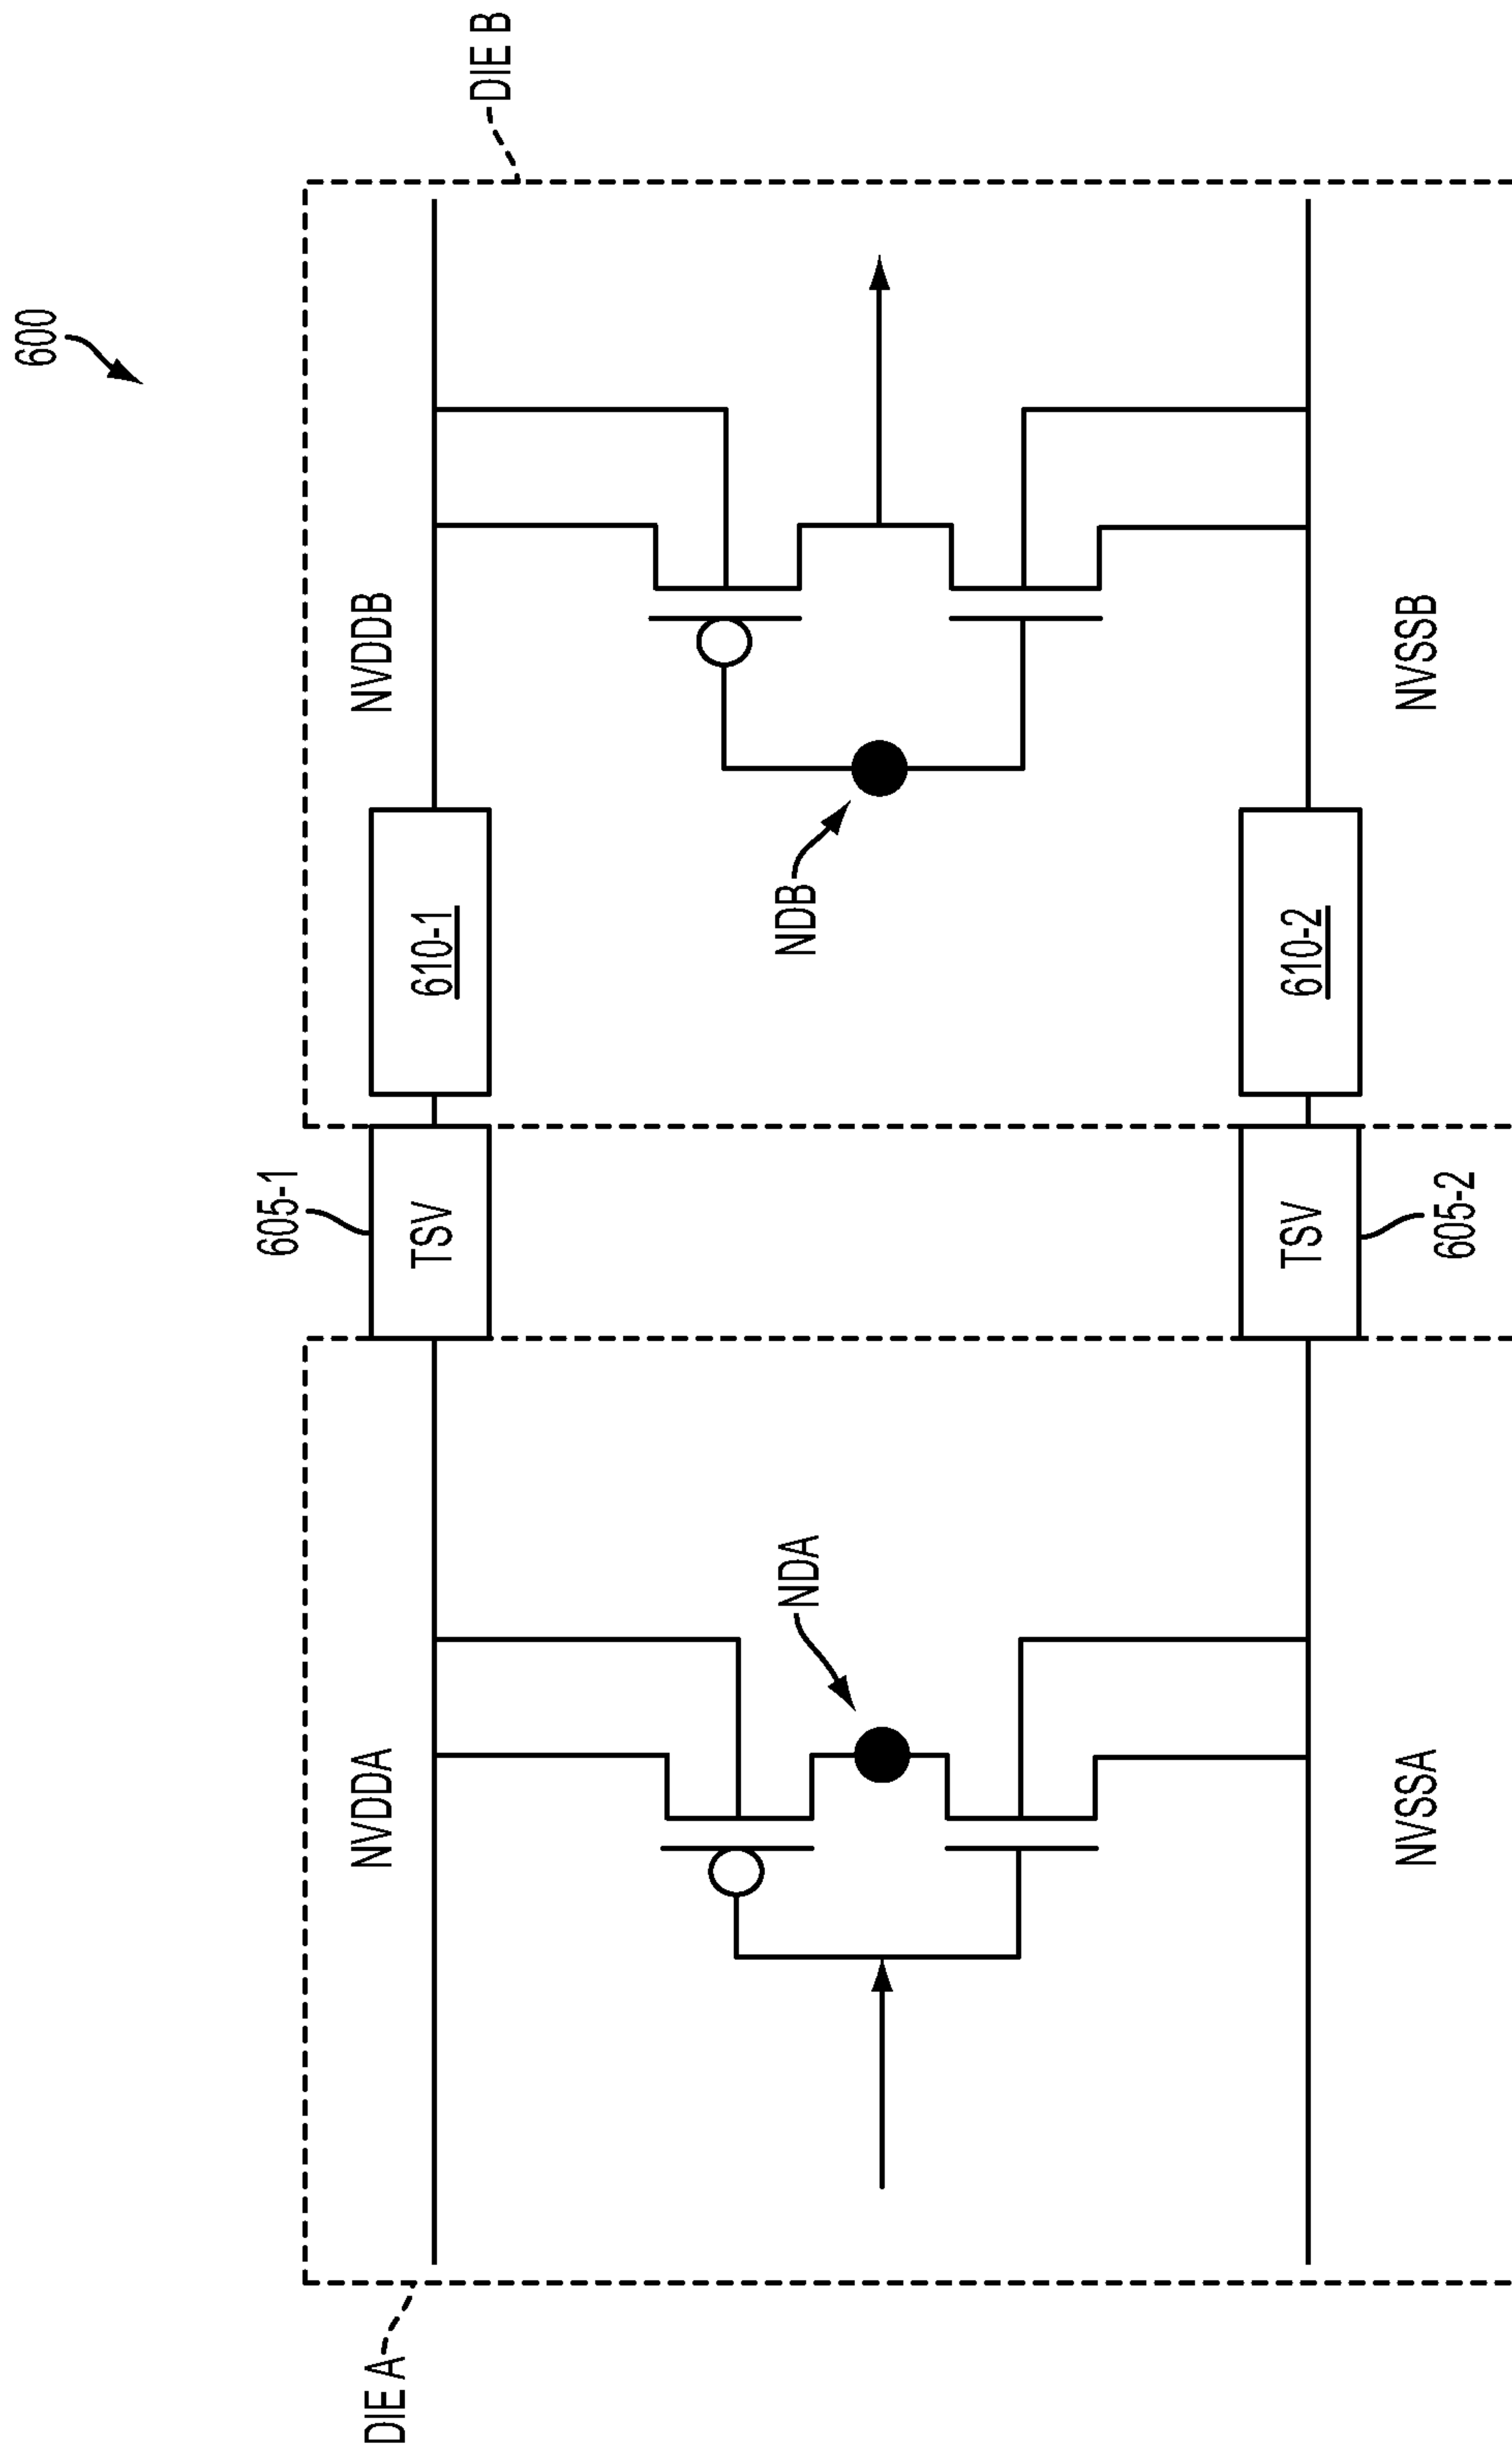 600
DIE A
DIE B
605-1
NVDDA
TSV
610-1
NVDDB
NDA
NDB
TSV
610-2
605-2
NVSSA
NVSSB